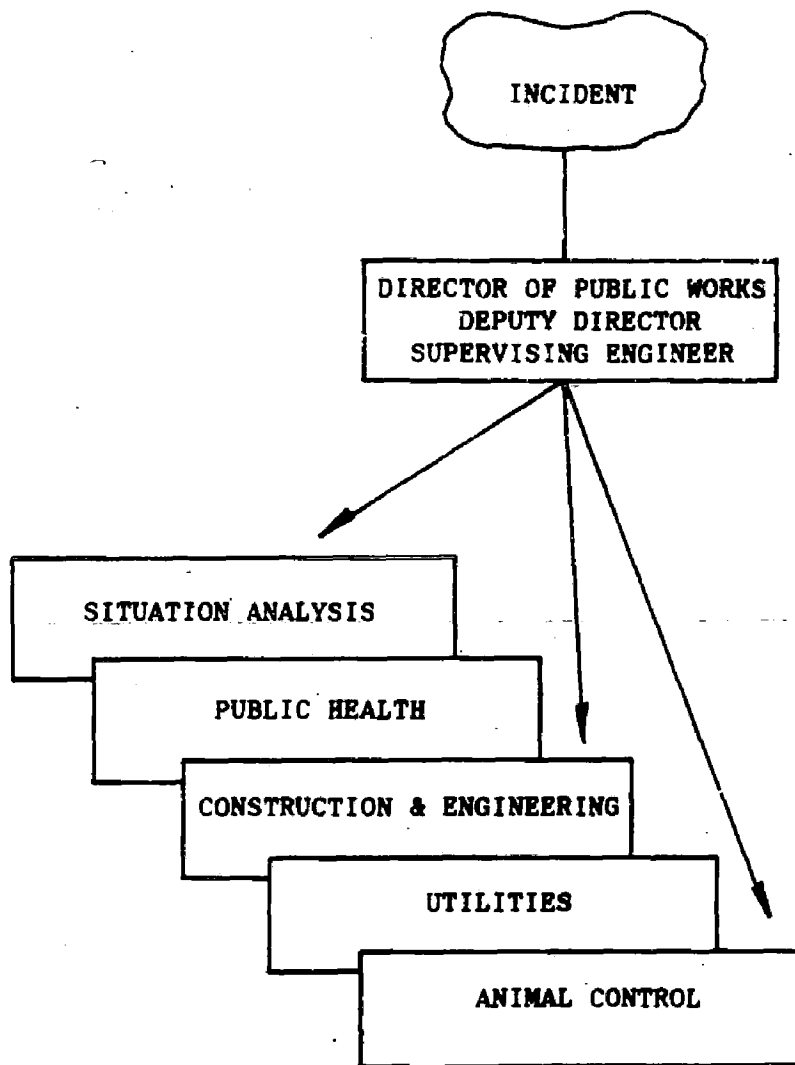 INCIDENT
DIRECTOR OF PUBLIC WORKS
DEPUTY DIRECTOR
SUPERVISING ENGINEER
SITUATION ANALYSIS
PUBLIC HEALTH
CONSTRUCTION & ENGINEERING
UTILITIES
ANIMAL CONTROL